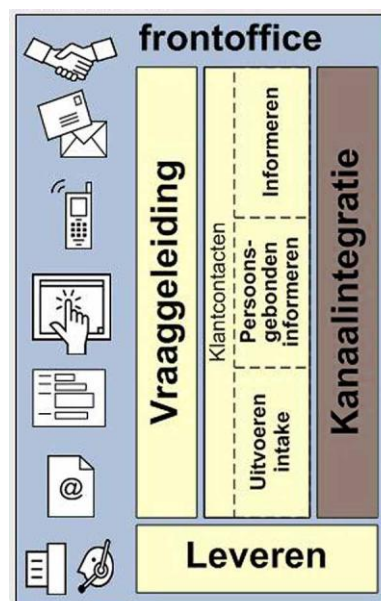 frontoffice
Vraaggeleiding
Klantcontacten
Informeren
Persoons-
gebonden
informeren
Uitvoeren
intake
Kanaalintegratie
@
Leveren